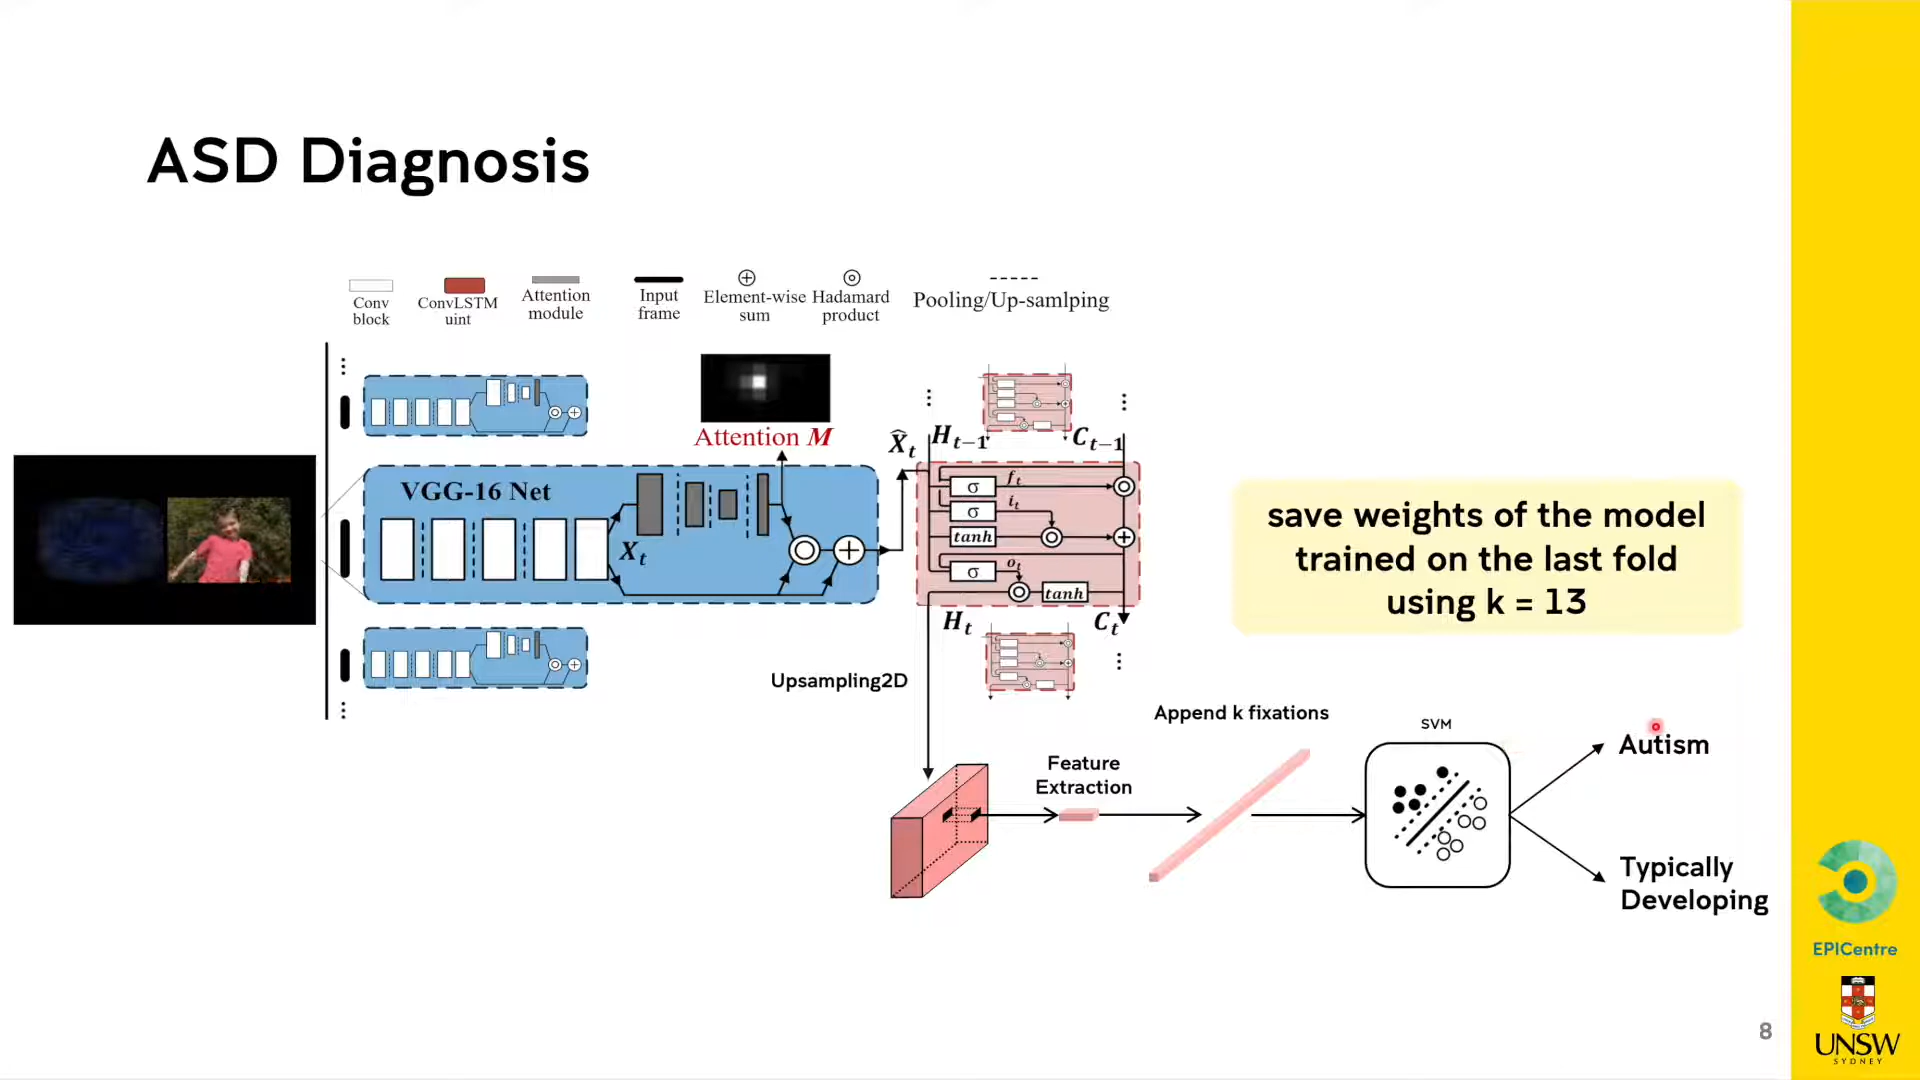 ASD Diagnosis
Conv
block
ConvLSTM
uint
Attention
module
Input
frame
Element-wise
sum
Hadamard
product
Pooling/Up-samlping
Attention M
VGG-16 Net
X_t
X̂_t
H_{t-1}
C_{t-1}
f_t
σ
i_t
σ
tanh
o_t
σ
tanh
H_t
C_t
save weights of the model
trained on the last fold
using k = 13
Upsampling2D
Feature
Extraction
Append k fixations
SVM
Autism
Typically
Developing
EPICentre
UNSW
SYDNEY
8